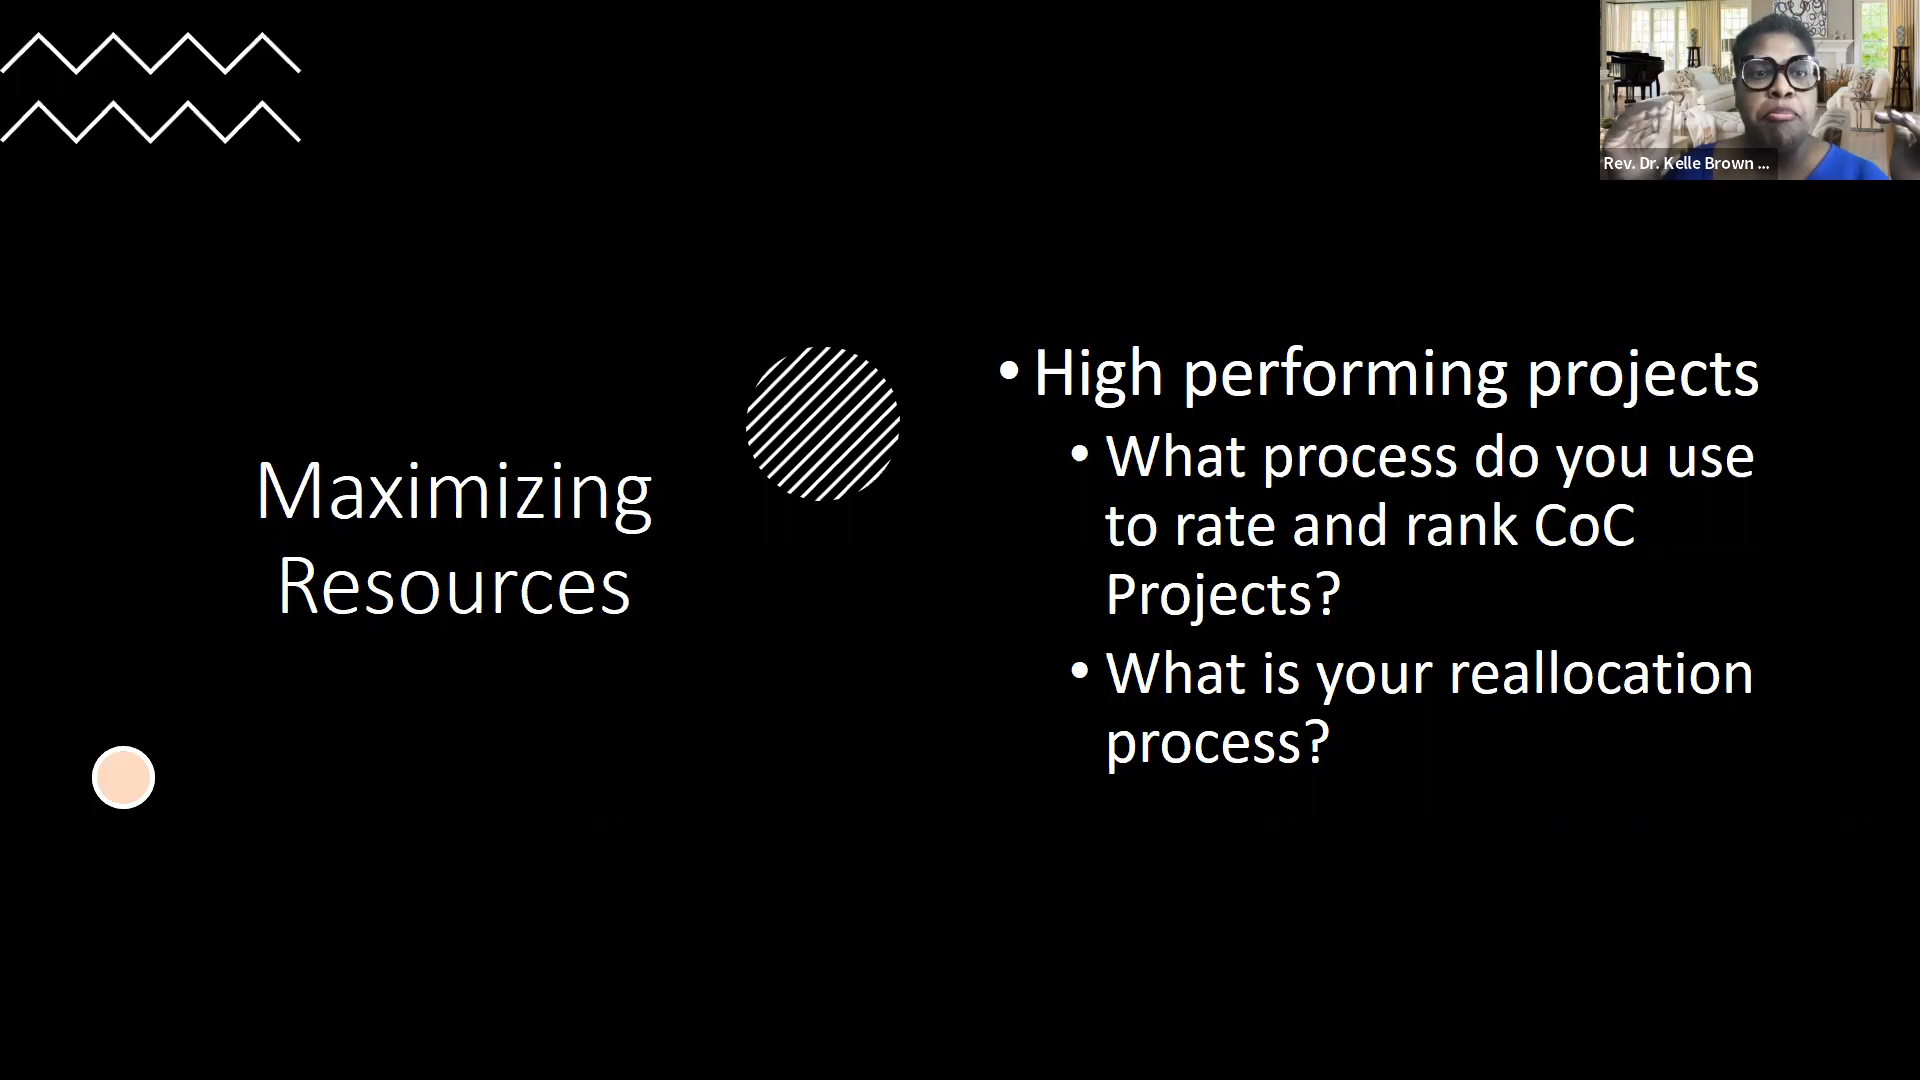 Rev. Dr. Kelle Brown ...
Maximizing
Resources
• High performing projects
• What process do you use
to rate and rank CoC
Projects?
• What is your reallocation
process?